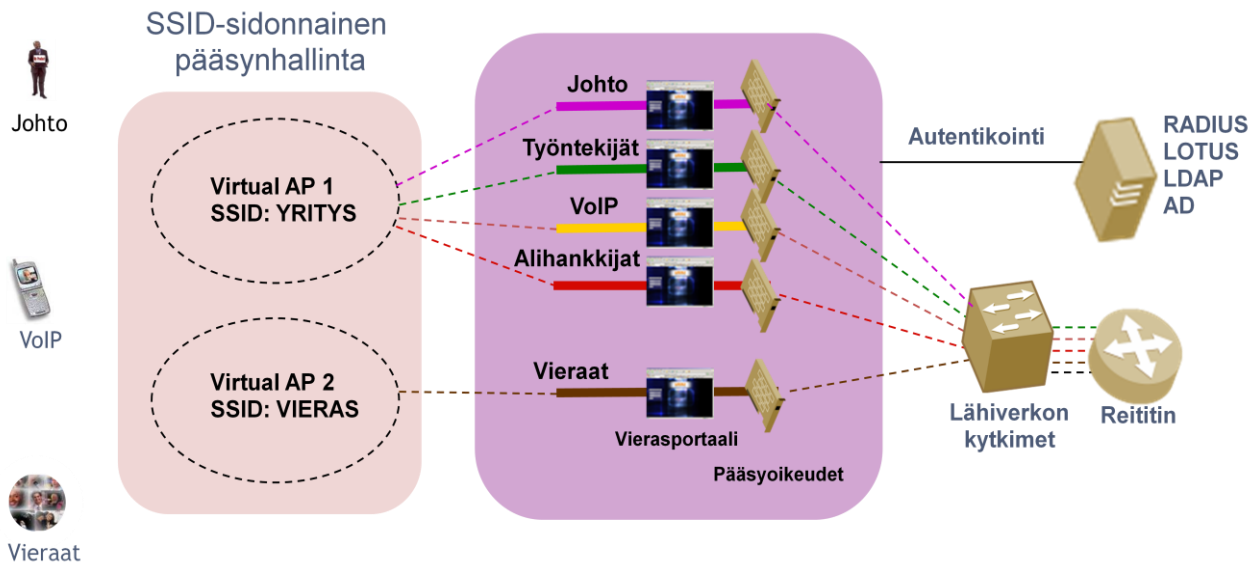 SSID-sidonnainen
pääsynhallinta
Johto
VoIP
Vieraat
Virtual AP 1
SSID: YRITYS
Virtual AP 2
SSID: VIERAS
Johto
Työntekijät
VoIP
Alihankkijat
Vieraat
Vierasportaali
Pääsyoikeudet
Autentikointi
RADIUS
LOTUS
LDAP
AD
Lähiverkon
kytkimet
Reititin